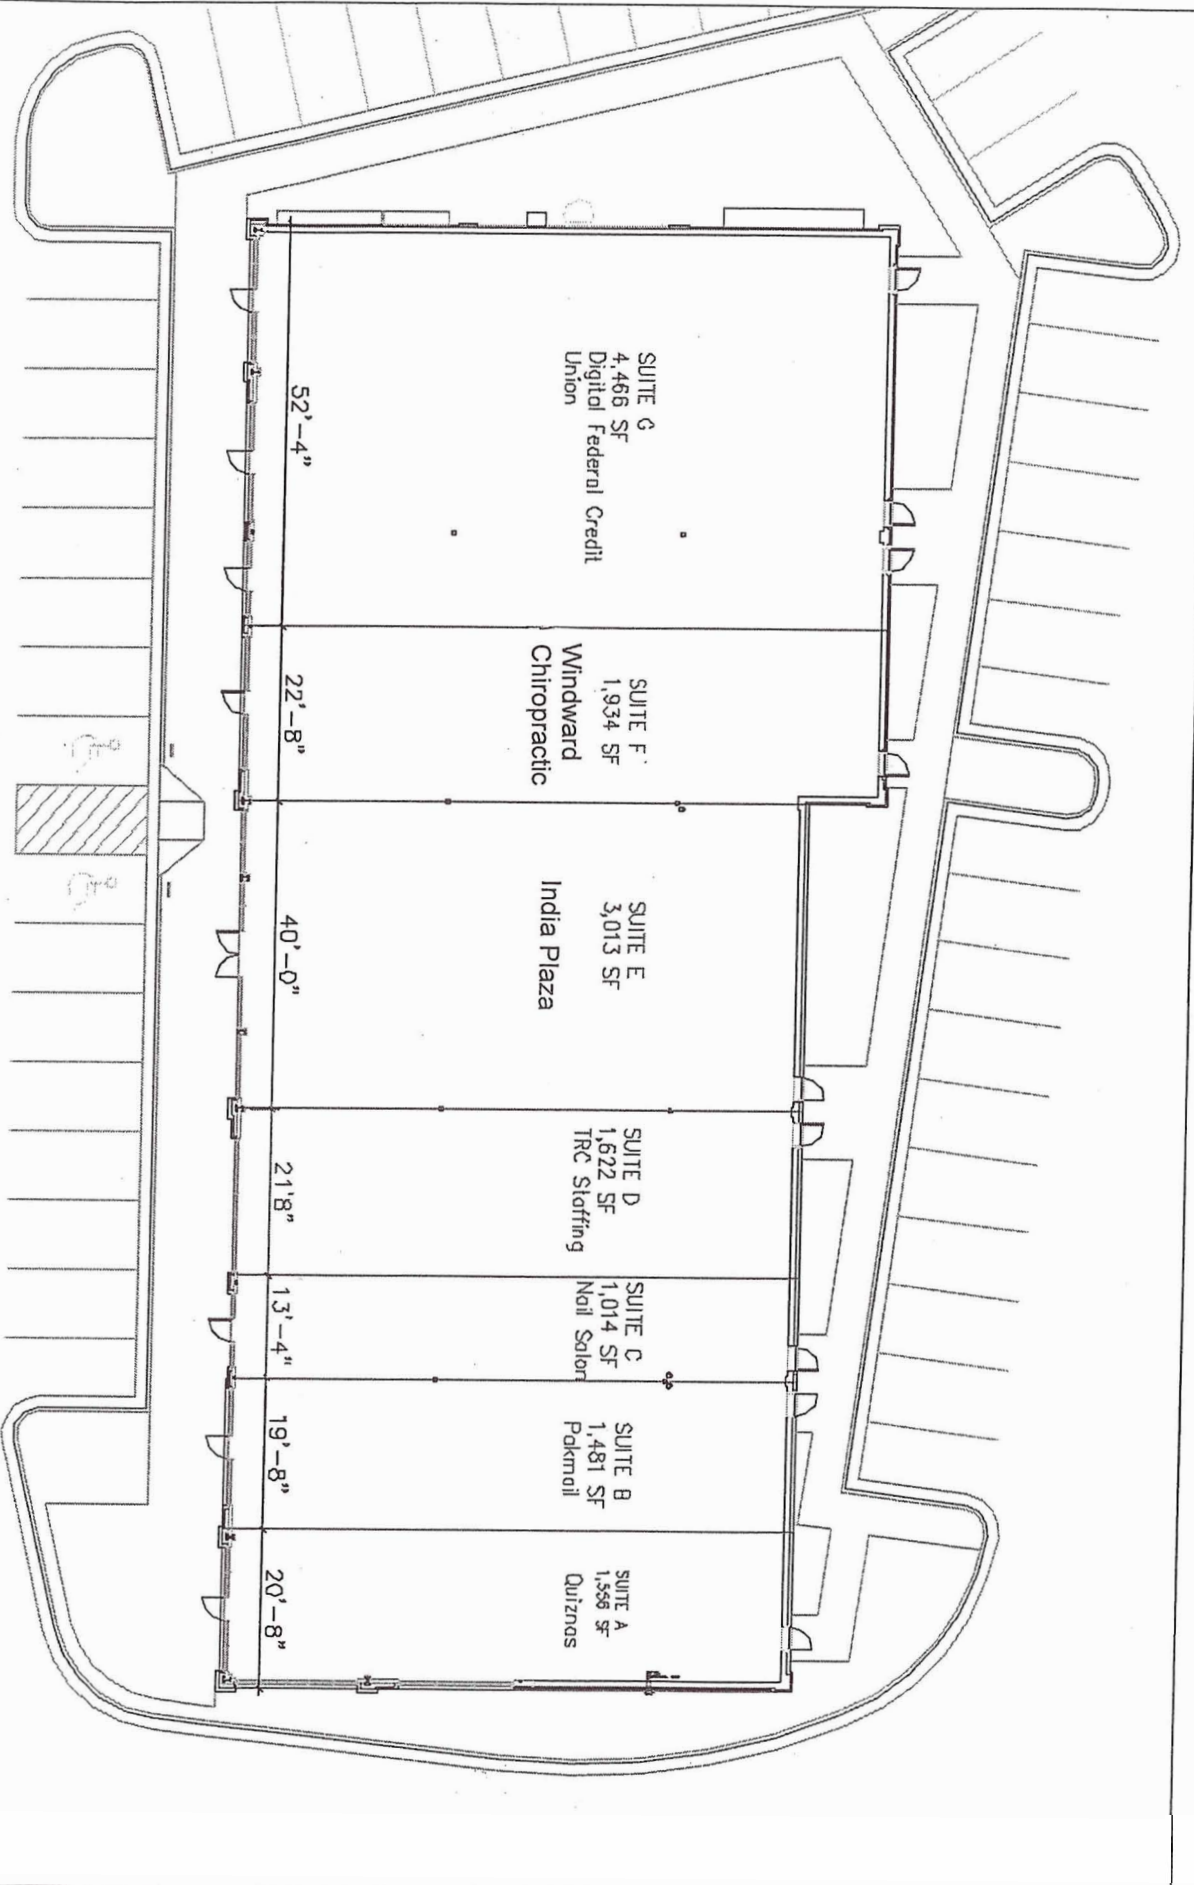 SUITE G
4,466 SF
Digital Federal Credit
Union
52'-4"
SUITE F
1,934 SF
Windward
Chiropractic
22'-8"
SUITE E
3,013 SF
India Plaza
40'-0"
SUITE D
1,622 SF
TRC Staffing
21'8"
SUITE C
1,014 SF
Nail Salon
13'-4"
SUITE B
1,481 SF
Pakmail
19'-8"
SUITE A
1,556 SF
Quiznos
20'-8"